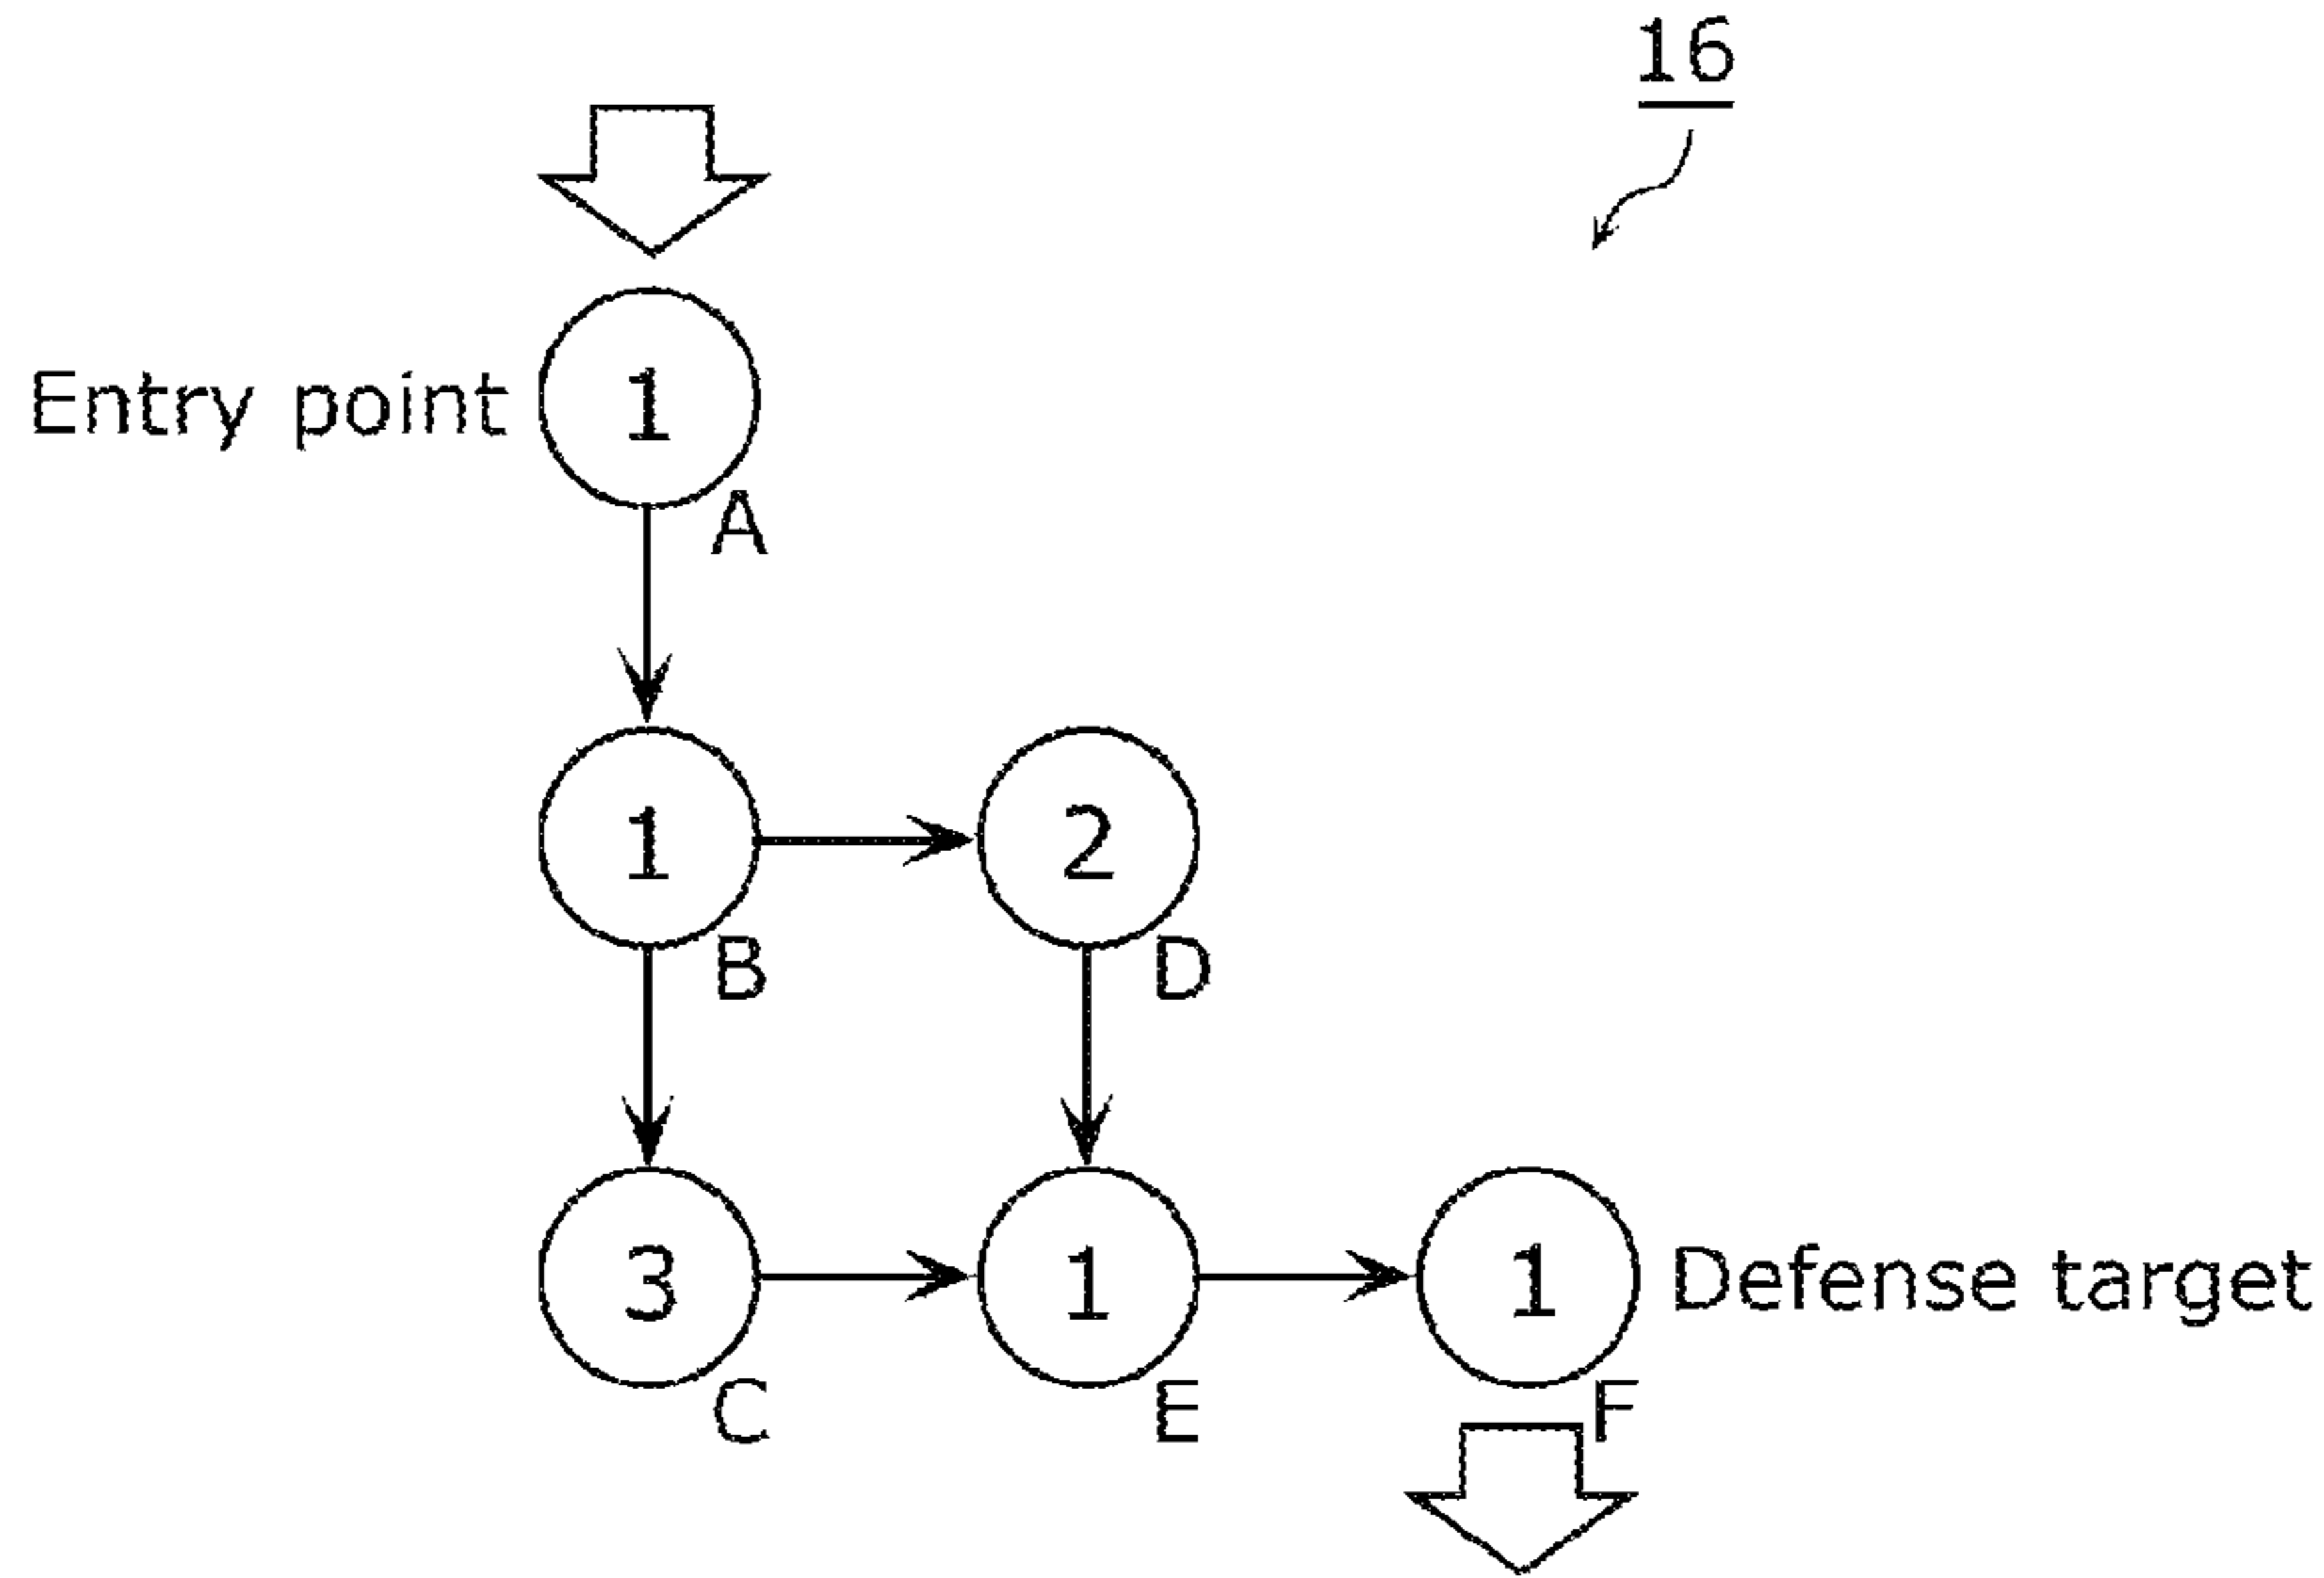 16
Entry point 1
A
1 2
B D
3 1 1 Defense target
C E F